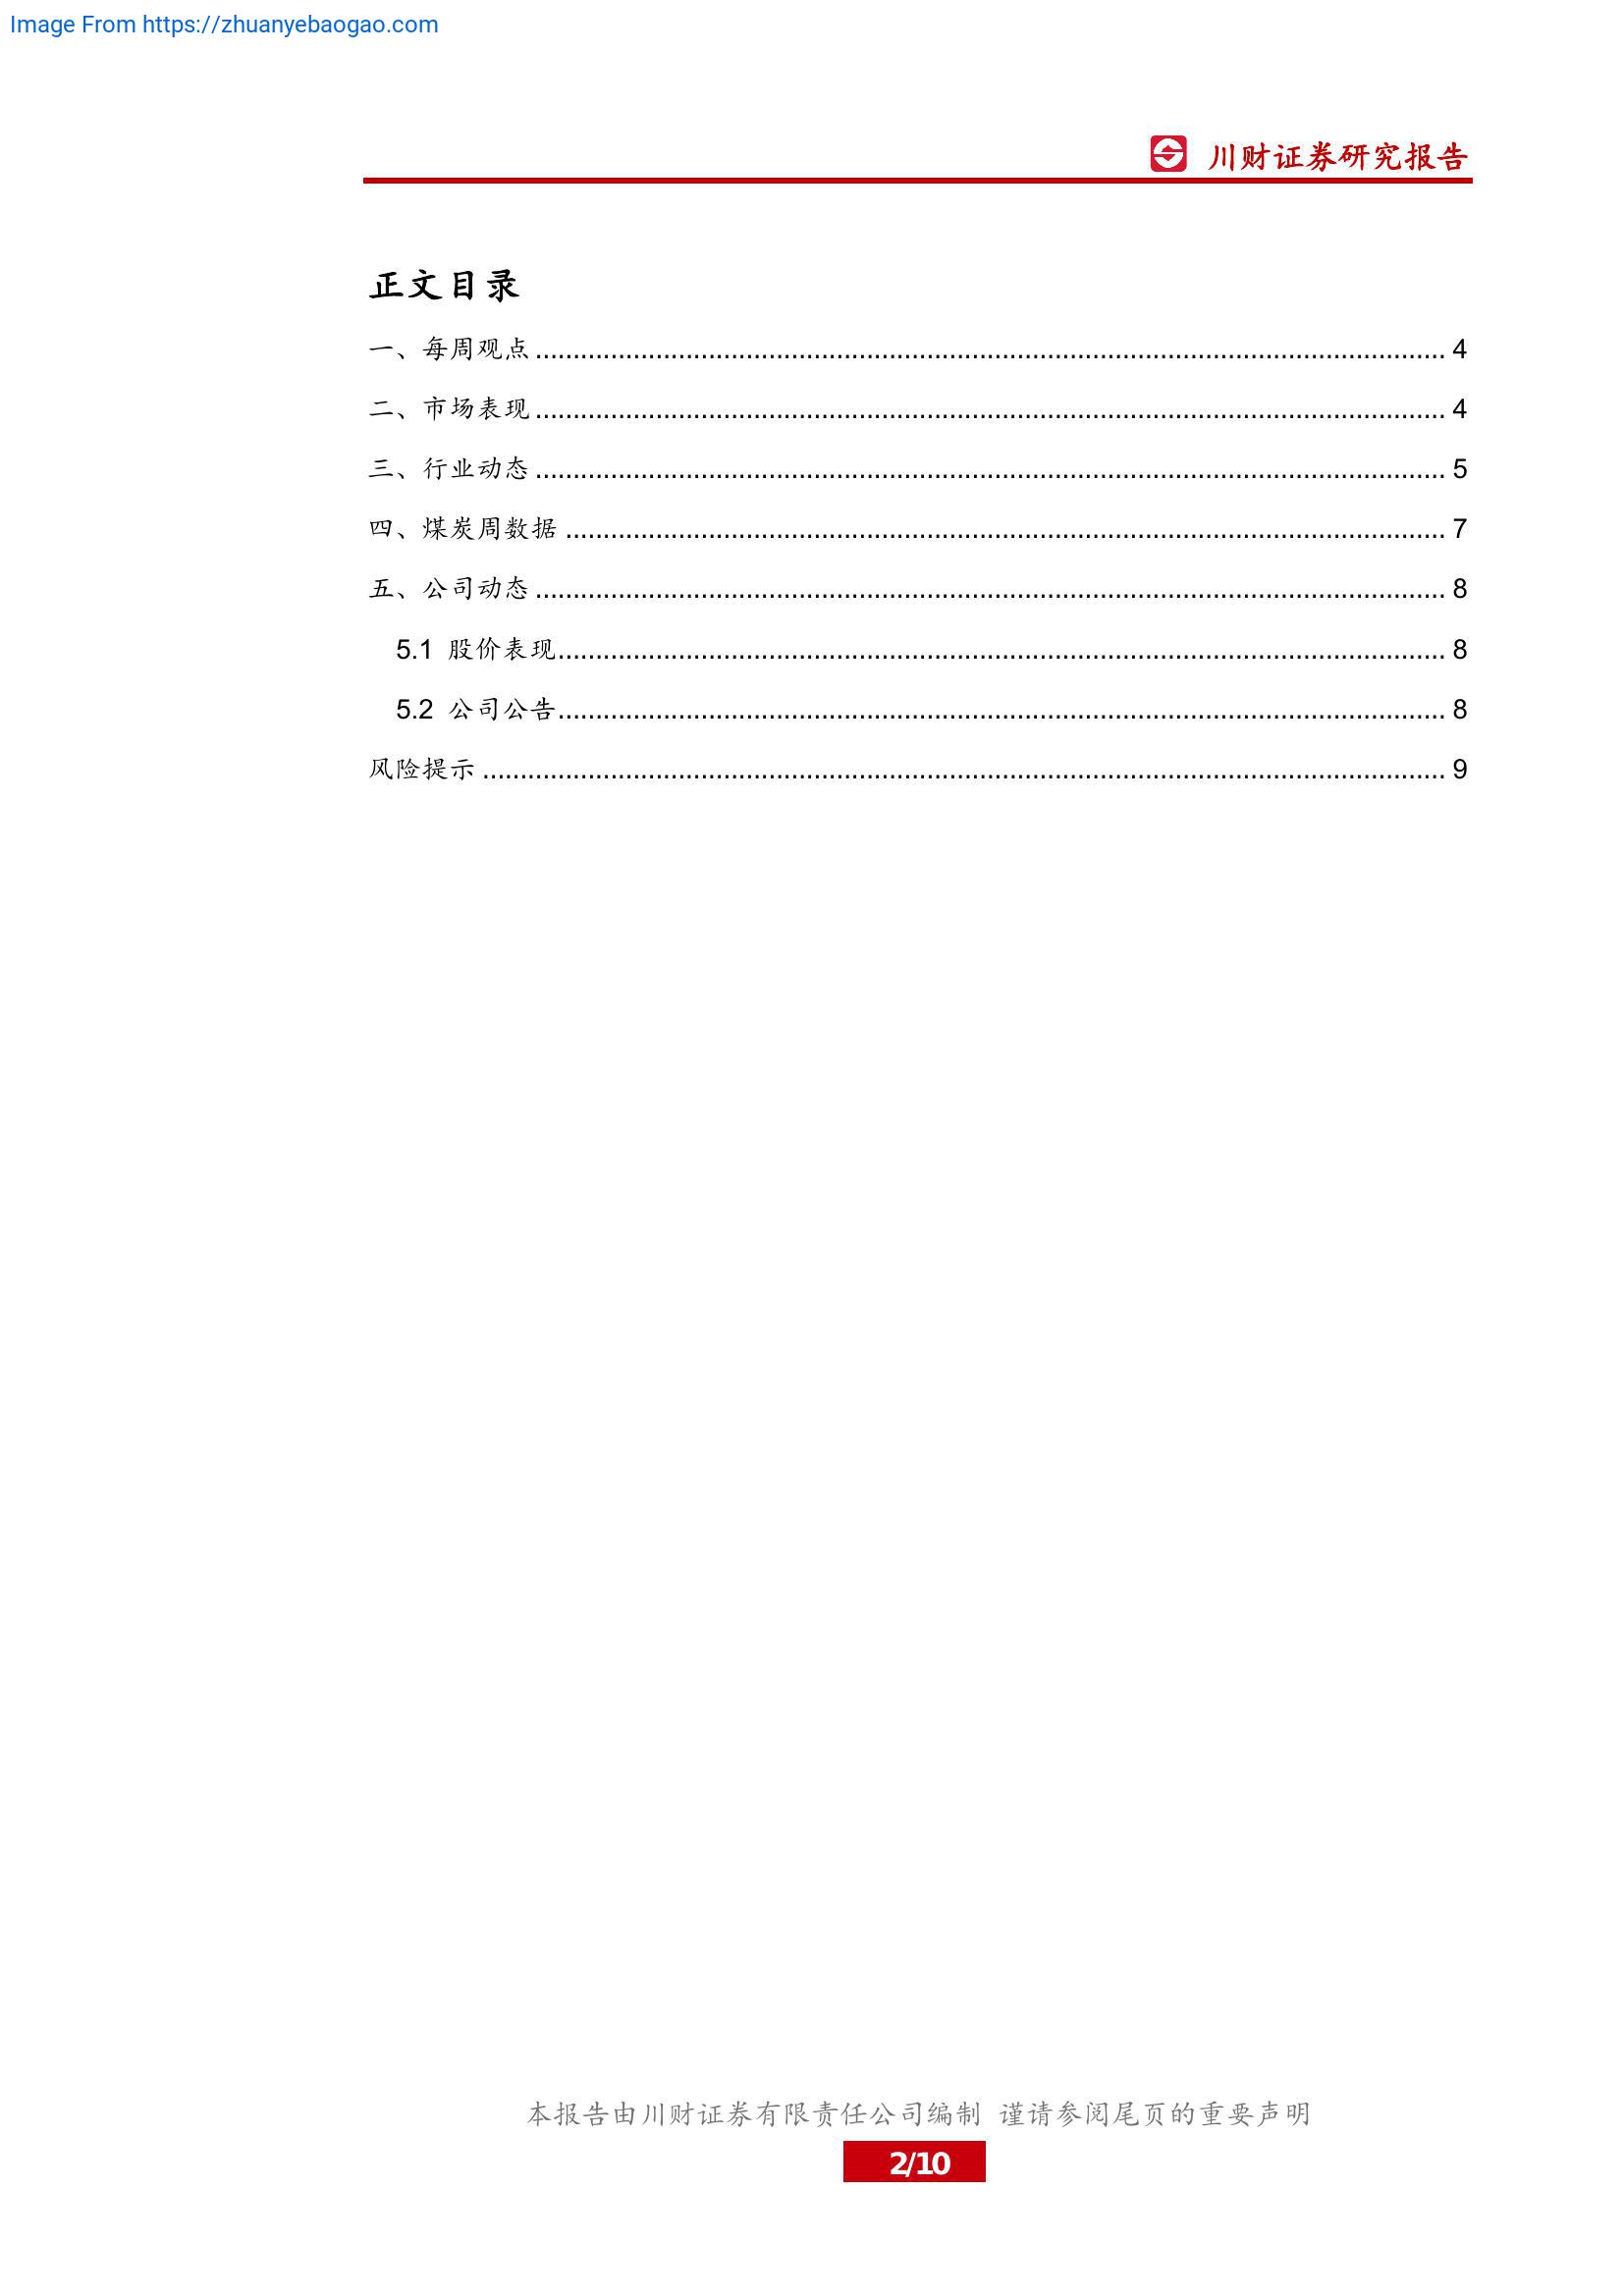 Image From https://zhuanyebaogao.com
川财证券研究报告
正文目录
一、每周观点 4
二、市场表现 4
三、行业动态 5
四、煤炭周数据 7
五、公司动态 8
5.1 股价表现 8
5.2 公司公告 8
风险提示 9
本报告由川财证券有限责任公司编制 谨请参阅尾页的重要声明
2/10